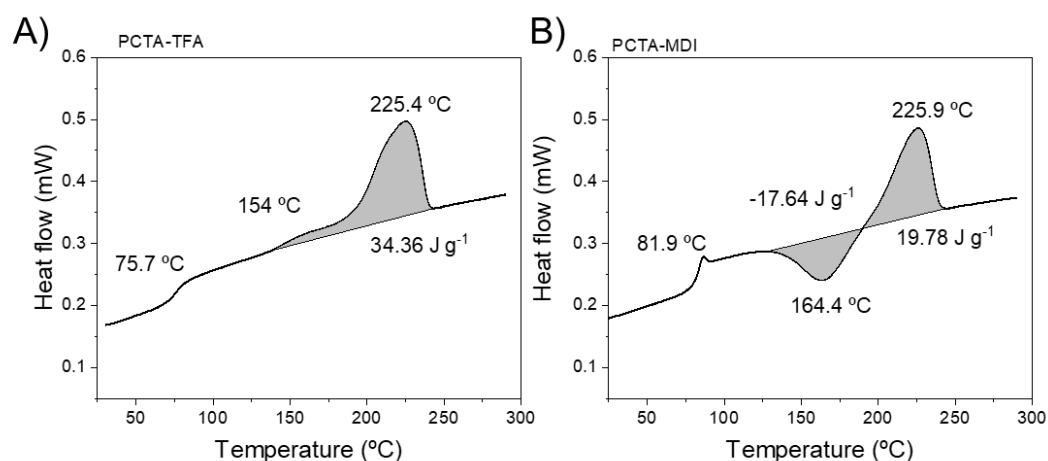 A)
PCTA-TFA
0.6
0.5
0.4
0.3
0.2
0.1
Heat flow (mW)
225.4 ºC
154 ºC
75.7 ºC
34.36 J g-1
50 100 150 200 250 300
Temperature (ºC)
B)
PCTA-MDI
0.6
0.5
0.4
0.3
0.2
0.1
Heat flow (mW)
225.9 ºC
-17.64 J g-1
81.9 ºC
19.78 J g-1
164.4 ºC
50 100 150 200 250 300
Temperature (ºC)